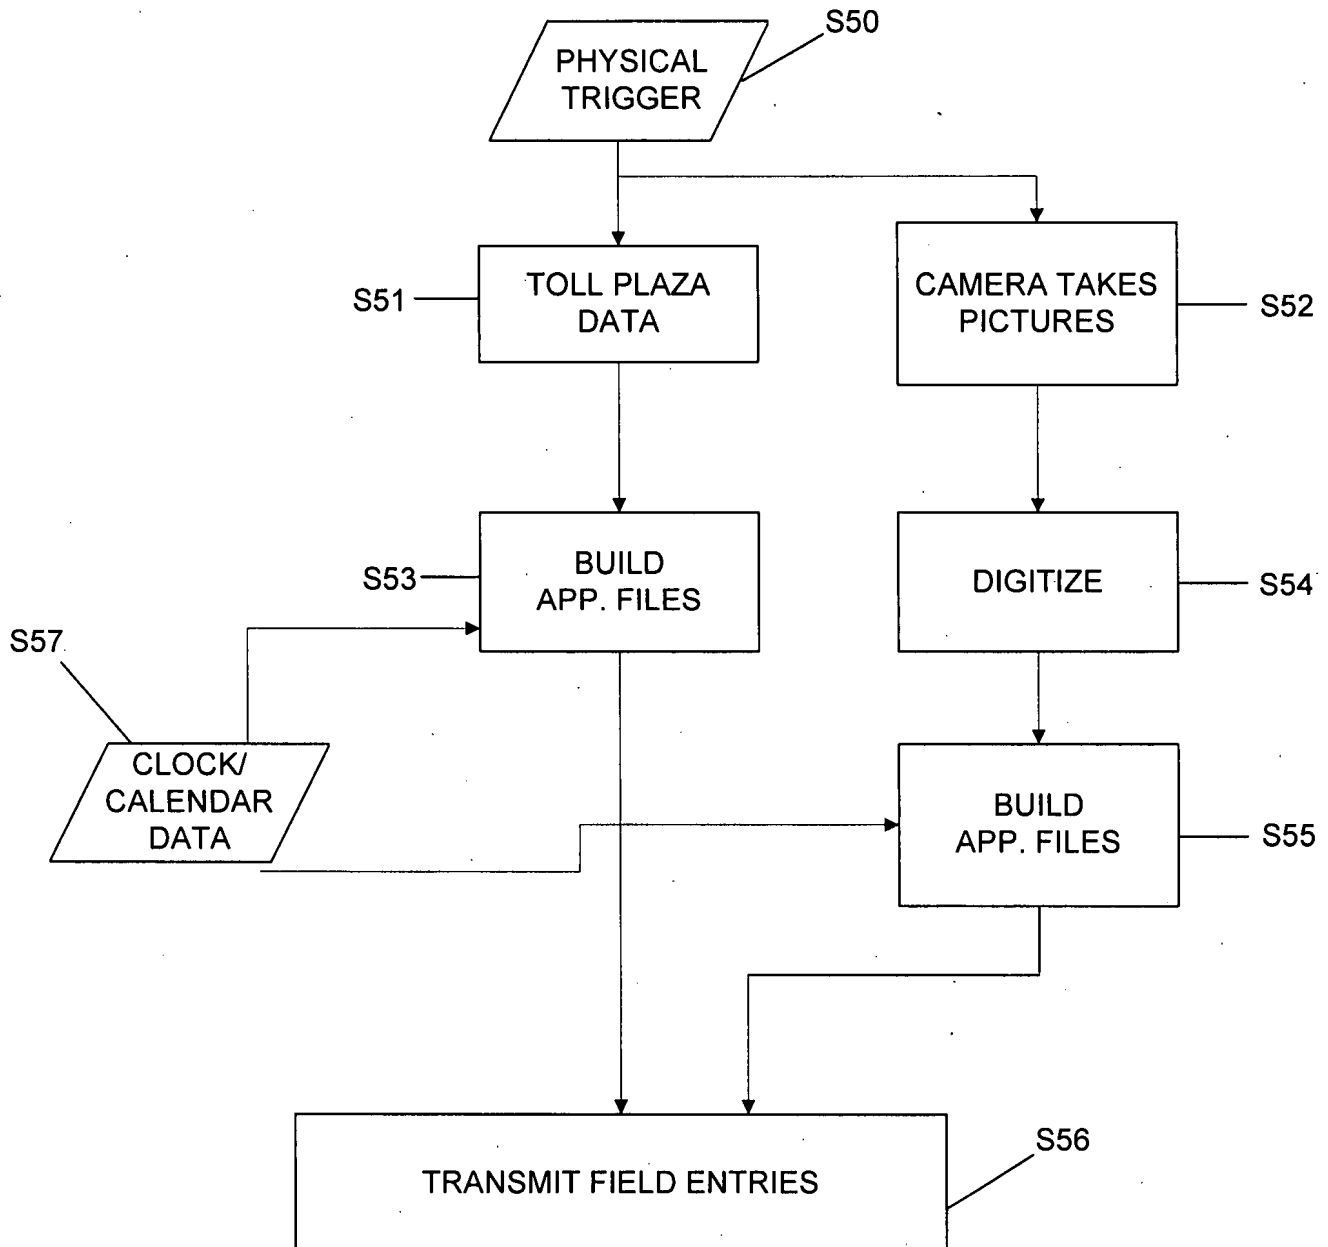 S50
PHYSICAL
TRIGGER
S51
TOLL PLAZA
DATA
CAMERA TAKES
PICTURES
S52
S53
BUILD
APP. FILES
DIGITIZE
S54
S57
CLOCK/
CALENDAR
DATA
BUILD
APP. FILES
S55
S56
TRANSMIT FIELD ENTRIES